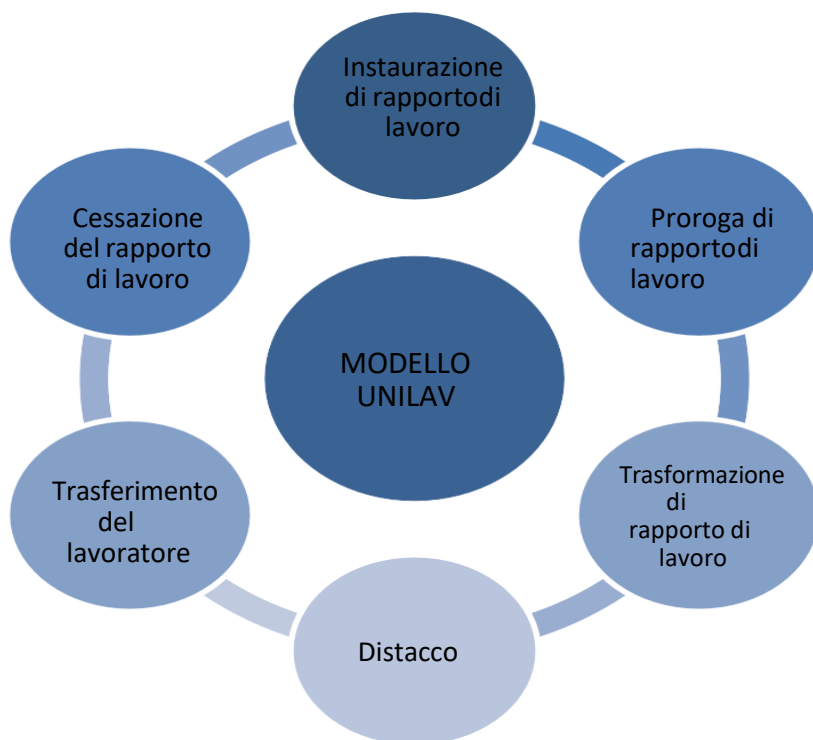 Instaurazione
di rapportodi
lavoro
Proroga di
rapportodi
lavoro
Trasformazione
di
rapporto di
lavoro
Distacco
Trasferimento
del
lavoratore
Cessazione
del rapporto
di lavoro
MODELLO
UNILAV